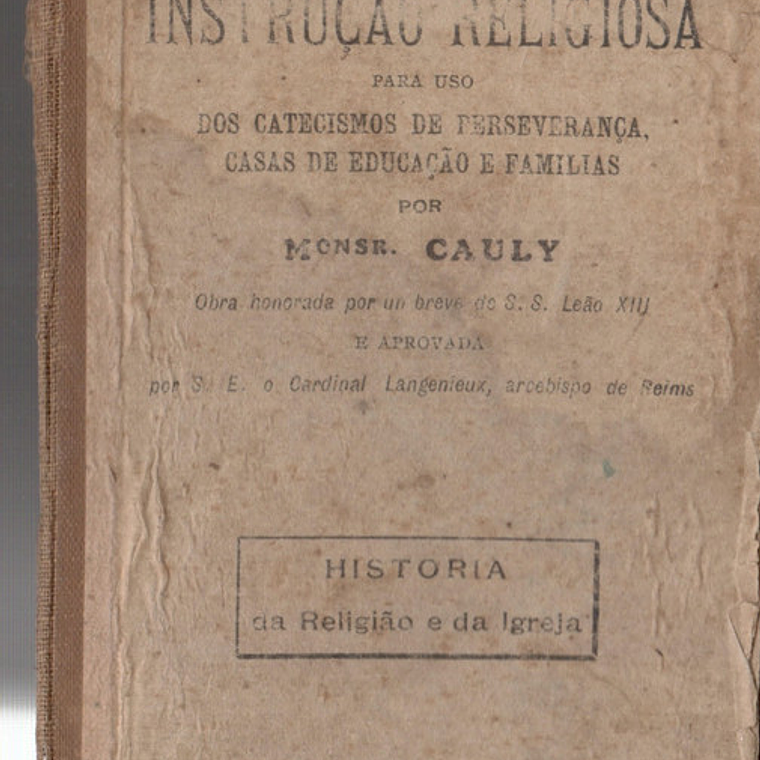 INSTRUÇÃO RELIGIOSA
PARA USO
DOS CATECISMOS DE PERSEVERANÇA,
CASAS DE EDUCAÇÃO E FAMILIAS
POR
MONSR. CAULY
Obra honorada por un breve de S. S. Leão XIIJ
E APROVADA
por S. E. o Cardinal Langenieux, arcebispo de Reims
HISTORIA
da Religião e da Igreja